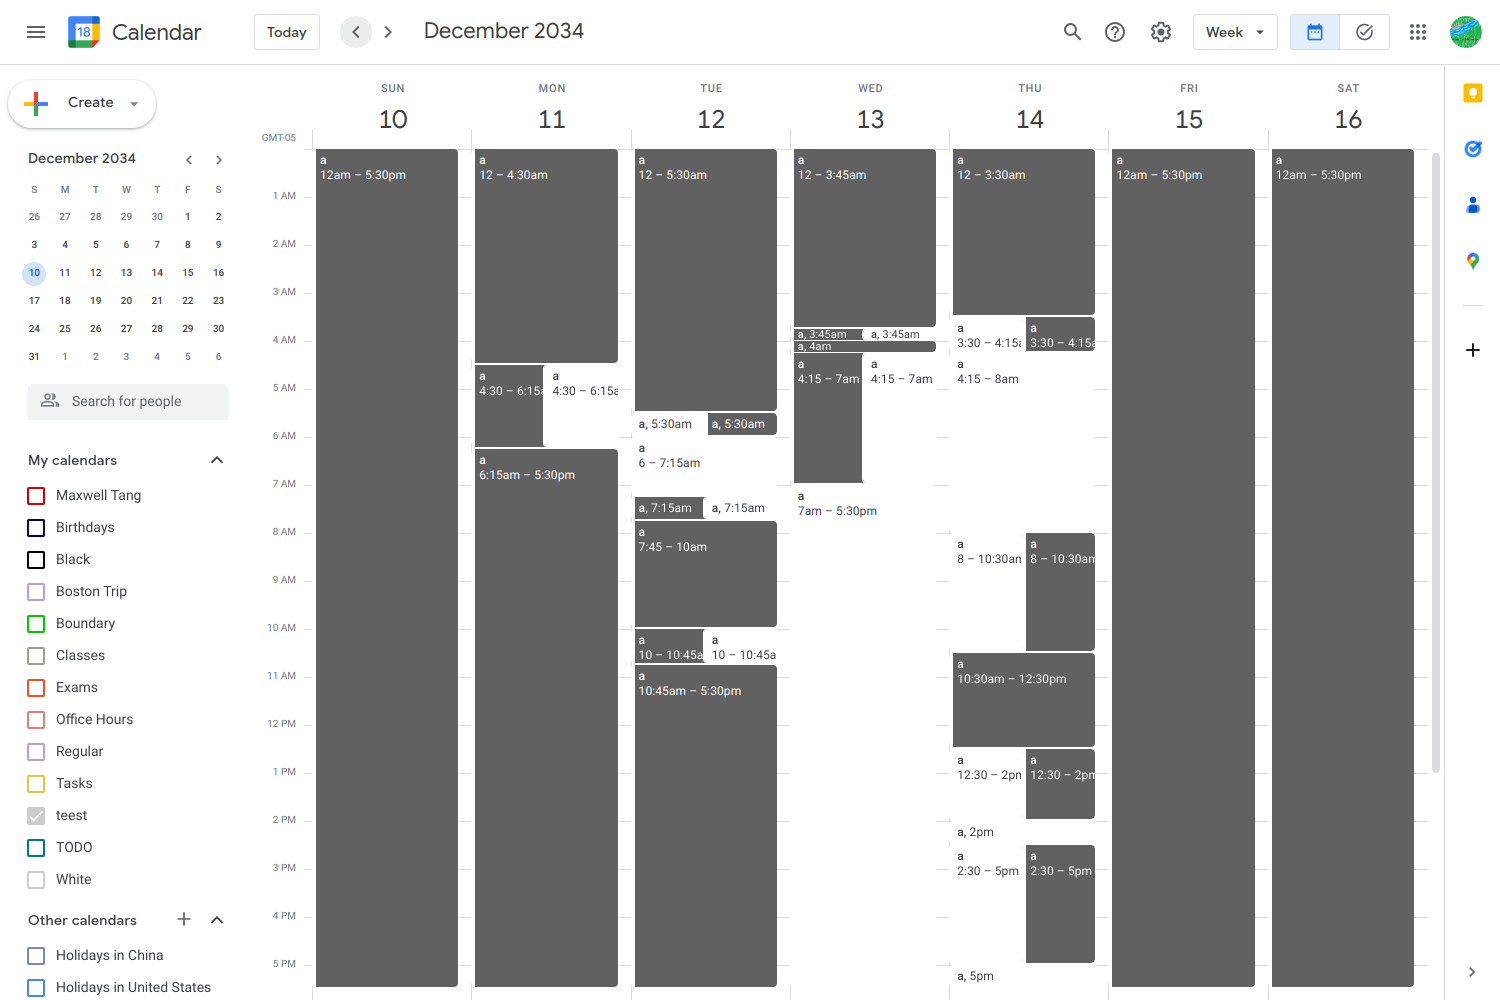 18 Calendar
Today
December 2034
Week
Create
December 2034
S M T W T F S
26 27 28 29 30 1 2
3 4 5 6 7 8 9
10 11 12 13 14 15 16
17 18 19 20 21 22 23
24 25 26 27 28 29 30
31 1 2 3 4 5 6
Search for people
My calendars
Maxwell Tang
Birthdays
Black
Boston Trip
Boundary
Classes
Exams
Office Hours
Regular
Tasks
teest
TODO
White
Other calendars
Holidays in China
Holidays in United States
GMT-05
1 AM
2 AM
3 AM
4 AM
5 AM
6 AM
7 AM
8 AM
9 AM
10 AM
11 AM
12 PM
1 PM
2 PM
3 PM
4 PM
5 PM
SUN
10
a
12am – 5:30pm
MON
11
a
12 – 4:30am
a
4:30 – 6:15a
a
4:30 – 6:15a
a
6:15am – 5:30pm
TUE
12
a
12 – 5:30am
a, 5:30am
a, 5:30am
a
6 – 7:15am
a, 7:15am
a, 7:15am
a
7:45 – 10am
a
10 – 10:45a
a
10 – 10:45a
a
10:45am – 5:30pm
WED
13
a
12 – 3:45am
a, 3:45am
a, 3:45am
a, 4am
a
4:15 – 7am
a
4:15 – 7am
a
7am – 5:30pm
THU
14
a
12 – 3:30am
a
3:30 – 4:15a
a
3:30 – 4:15a
a
4:15 – 8am
a
8 – 10:30am
a
8 – 10:30am
a
10:30am – 12:30pm
a
12:30 – 2pm
a
12:30 – 2pm
a, 2pm
a
2:30 – 5pm
a
2:30 – 5pm
a, 5pm
FRI
15
a
12am – 5:30pm
SAT
16
a
12am – 5:30pm